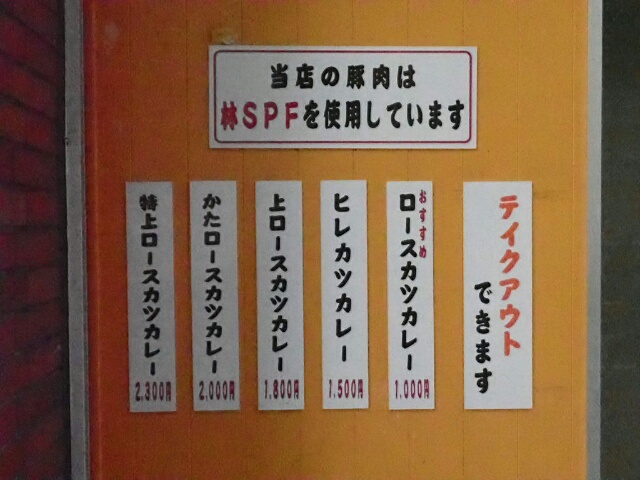 当店の豚肉は
林SPFを使用しています
テイクアウト
できます
おすすめ
ロースカツカレー
1.000円
ヒレカツカレー
1.500円
上ロースカツカレー
1.800円
かたロースカツカレー
2.000円
特上ロースカツカレー
2.300円